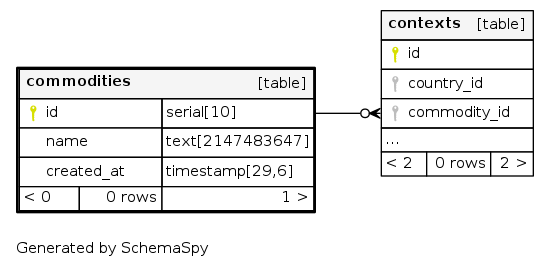 commodities [table]
id serial[10]
name text[2147483647]
created_at timestamp[29,6]
< 0 0 rows 1 >
contexts [table]
id
country_id
commodity_id
...
< 2 0 rows 2 >
Generated by SchemaSpy